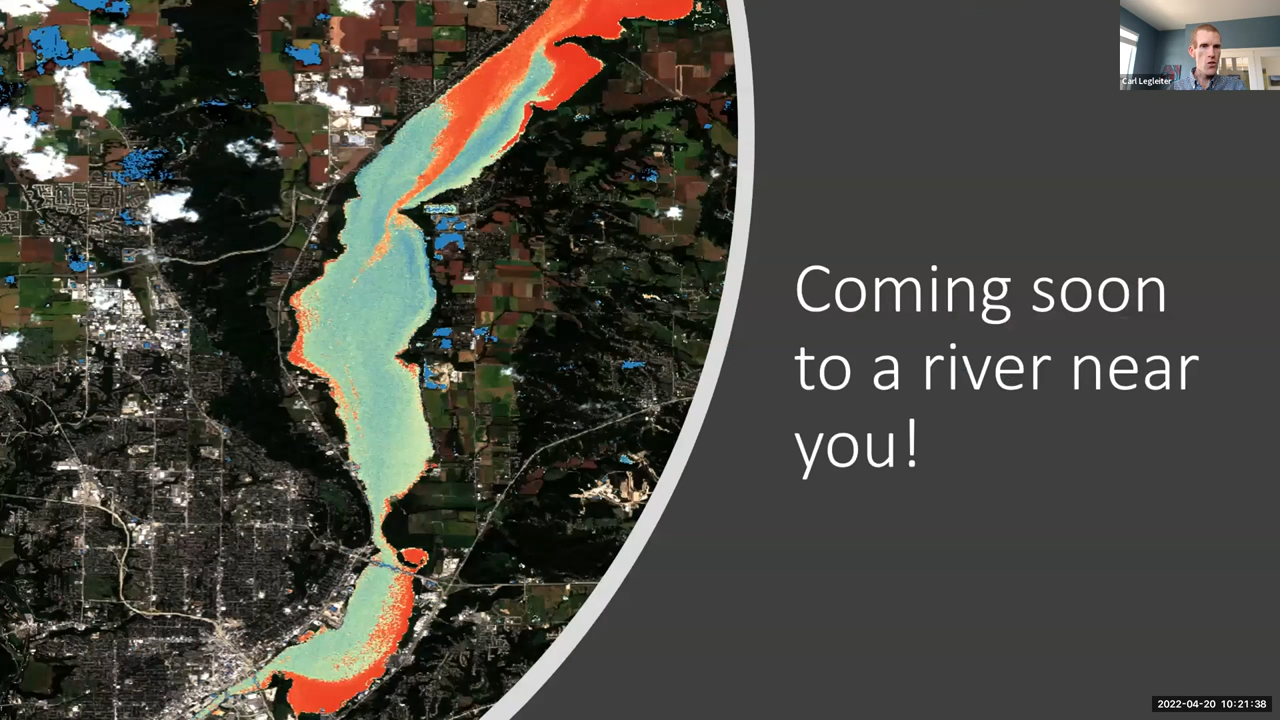 Carl Legleiter
Coming soon
to a river near
you!
2022-04-20 10:21:38